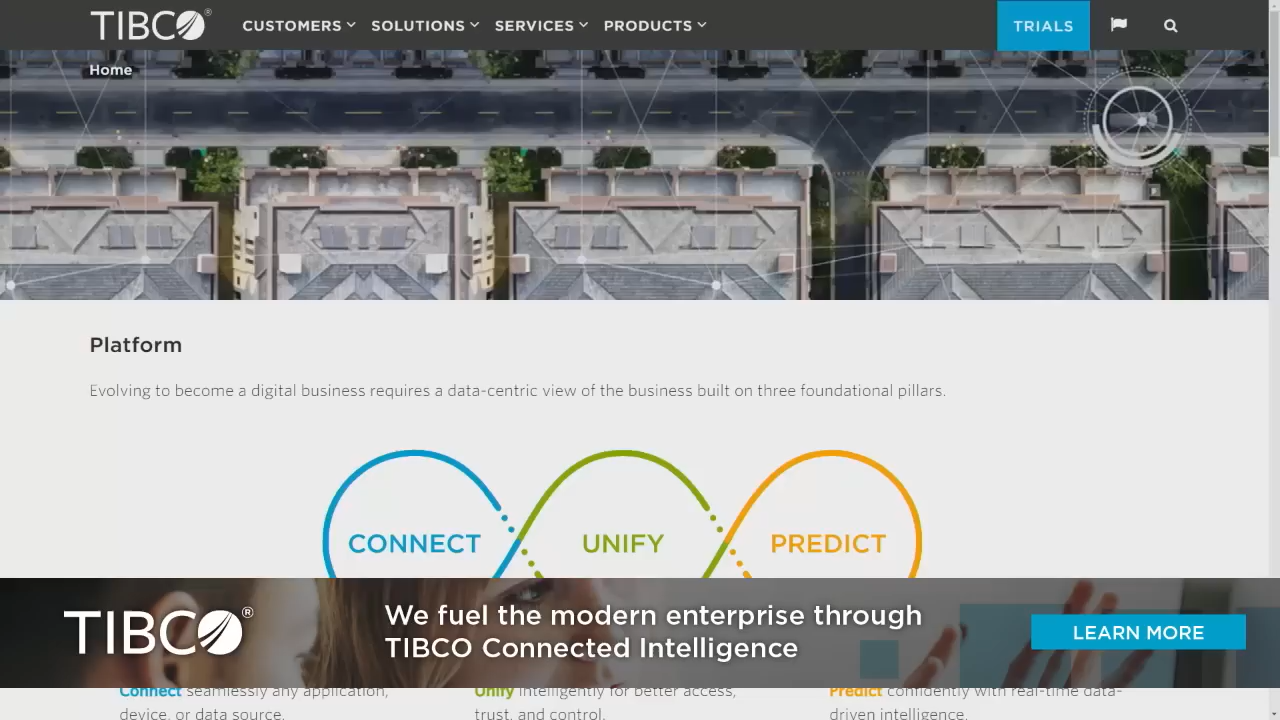 TIBCO® CUSTOMERS SOLUTIONS SERVICES PRODUCTS TRIALS
Home
Platform
Evolving to become a digital business requires a data-centric view of the business built on three foundational pillars.
CONNECT UNIFY PREDICT
TIBCO®
We fuel the modern enterprise through
TIBCO Connected Intelligence
LEARN MORE
Connect seamlessly any application,
device, or data source.
Unify intelligently for better access,
trust, and control.
Predict confidently with real-time data-
driven intelligence.